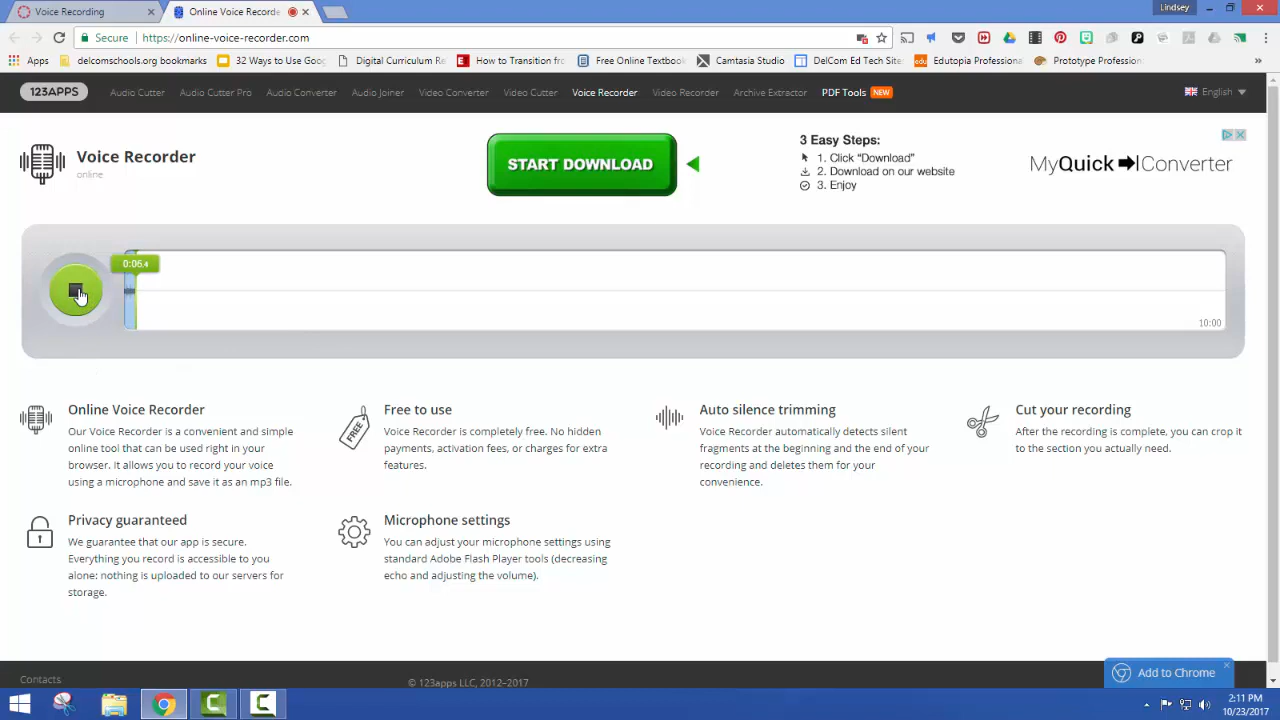 Voice Recording
Online Voice Recorde
Lindsey
Secure
https://online-voice-recorder.com
Apps
delcomschools.org bookmarks
32 Ways to Use Goog
Digital Curriculum Re
How to Transition fr
Free Online Textboo
Camtasia Studio
DelCom Ed Tech Site
edu
Edutopia Professiona
Prototype Profession
»
123APPS
Audio Cutter
Audio Cutter Pro
Audio Converter
Audio Joiner
Video Converter
Video Cutter
Voice Recorder
Video Recorder
Archive Extractor
PDF Tools
NEW
English
Voice Recorder
online
START DOWNLOAD
3 Easy Steps:
1. Click "Download"
2. Download on our website
3. Enjoy
MyQuick Converter
0:06.4
10:00
Online Voice Recorder
Our Voice Recorder is a convenient and simple
online tool that can be used right in your
browser. It allows you to record your voice
using a microphone and save it as an mp3 file.
FREE
Free to use
Voice Recorder is completely free. No hidden
payments, activation fees, or charges for extra
features.
Auto silence trimming
Voice Recorder automatically detects silent
fragments at the beginning and the end of your
recording and deletes them for your
convenience.
Cut your recording
After the recording is complete, you can crop it
to the section you actually need.
Privacy guaranteed
We guarantee that our app is secure.
Everything you record is accessible to you
alone: nothing is uploaded to our servers for
storage.
Microphone settings
You can adjust your microphone settings using
standard Adobe Flash Player tools (decreasing
echo and adjusting the volume).
Contacts
© 123apps LLC, 2012–2017
Add to Chrome
2:11 PM
10/23/2017